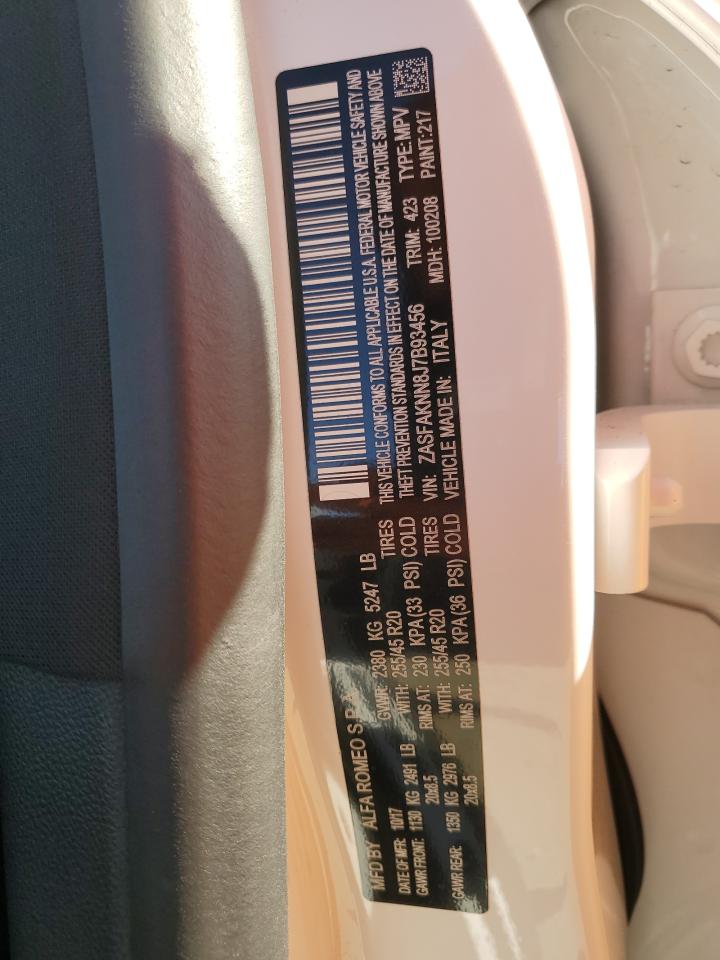 MFD BY ALFA ROMEO S.P.A.
DATE OF MFR: 10/17 GVWR: 2380 KG 5247 LB
GAWR FRONT: 1130 KG 2491 LB WITH: 255/45 R20 TIRES
20x8.5 RIMS AT: 230 KPA (33 PSI) COLD
GAWR REAR: 1350 KG 2976 LB WITH: 255/45 R20 TIRES
20x8.5 RIMS AT: 250 KPA (36 PSI) COLD
THIS VEHICLE CONFORMS TO ALL APPLICABLE U.S.A. FEDERAL MOTOR VEHICLE SAFETY AND
THEFT PREVENTION STANDARDS IN EFFECT ON THE DATE OF MANUFACTURE SHOWN ABOVE
VIN: ZASFAKNN8J7B93456 TRIM: 423 TYPE: MPV
VEHICLE MADE IN: ITALY MDH: 100208 PAINT: 217